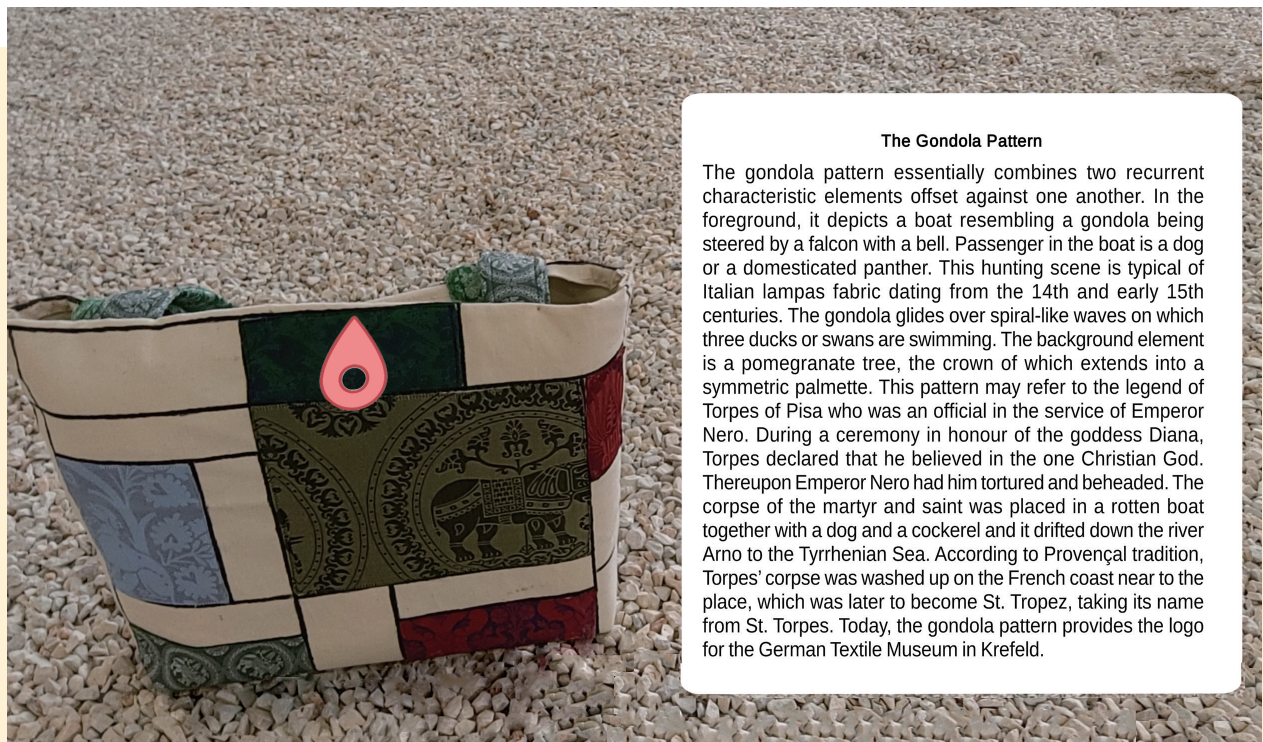 The Gondola Pattern
The gondola pattern essentially combines two recurrent
characteristic elements offset against one another. In the
foreground, it depicts a boat resembling a gondola being
steered by a falcon with a bell. Passenger in the boat is a dog
or a domesticated panther. This hunting scene is typical of
Italian lampas fabric dating from the 14th and early 15th
centuries. The gondola glides over spiral-like waves on which
three ducks or swans are swimming. The background element
is a pomegranate tree, the crown of which extends into a
symmetric palmette. This pattern may refer to the legend of
Torpes of Pisa who was an official in the service of Emperor
Nero. During a ceremony in honour of the goddess Diana,
Torpes declared that he believed in the one Christian God.
Thereupon Emperor Nero had him tortured and beheaded. The
corpse of the martyr and saint was placed in a rotten boat
together with a dog and a cockerel and it drifted down the river
Arno to the Tyrrhenian Sea. According to Provençal tradition,
Torpes’ corpse was washed up on the French coast near to the
place, which was later to become St. Tropez, taking its name
from St. Torpes. Today, the gondola pattern provides the logo
for the German Textile Museum in Krefeld.